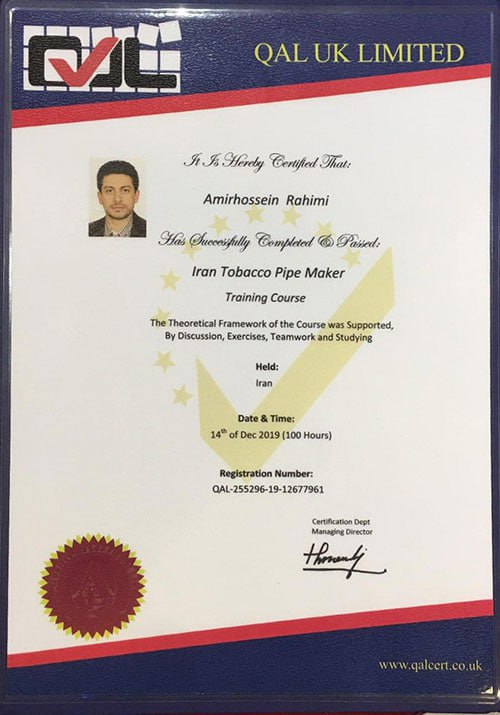 QAL
QAL UK LIMITED
It Is Hereby Certified That:
Amirhossein Rahimi
Has Successfully Completed & Passed:
Iran Tobacco Pipe Maker
Training Course
The Theoretical Framework of the Course was Supported,
By Discussion, Exercises, Teamwork and Studying
Held:
Iran
Date & Time:
14th of Dec 2019 (100 Hours)
Registration Number:
QAL-255296-19-12677961
Certification Dept
Managing Director
www.qalcert.co.uk